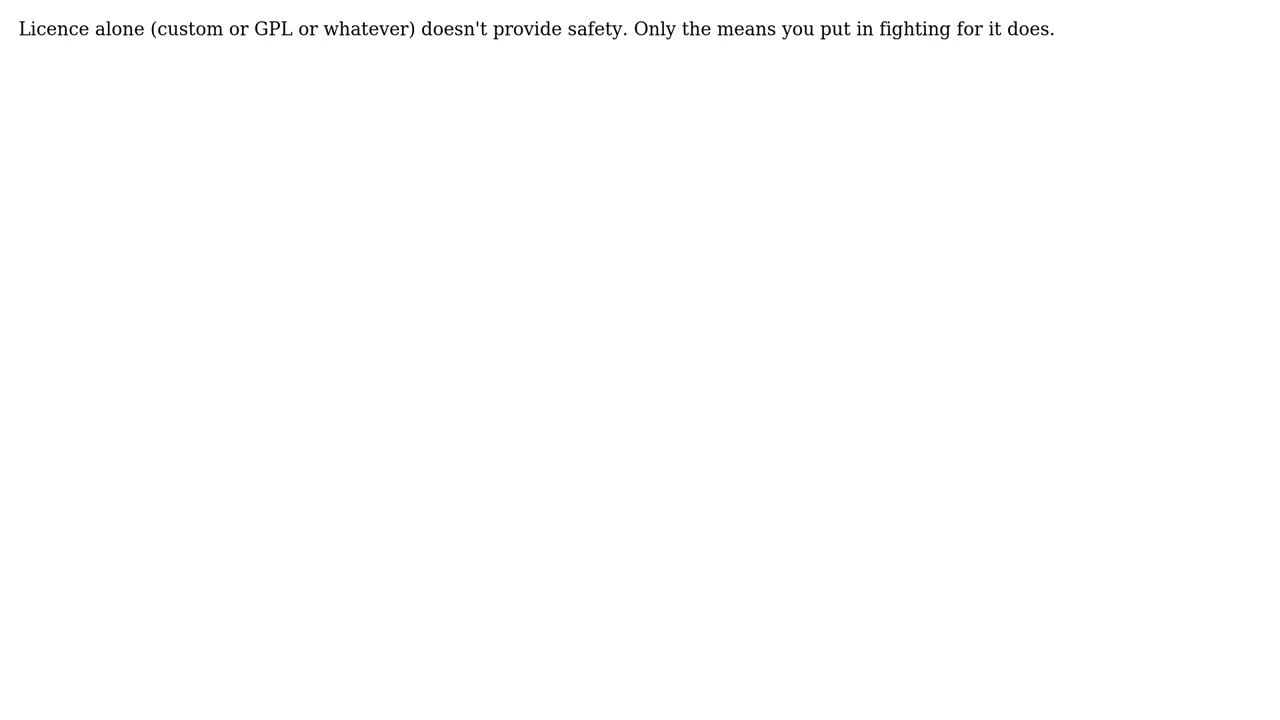 Licence alone (custom or GPL or whatever) doesn't provide safety. Only the means you put in fighting for it does.